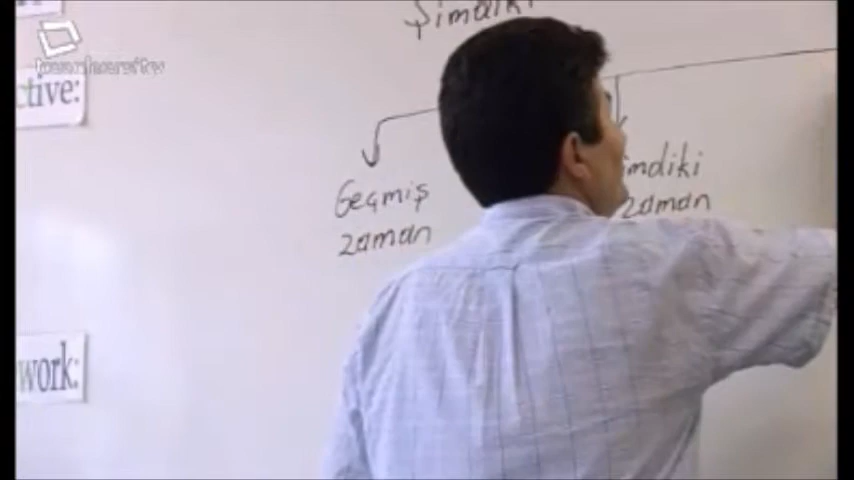 Şimdiki
ctive:
Geçmiş
zaman
imdiki
zaman
work: